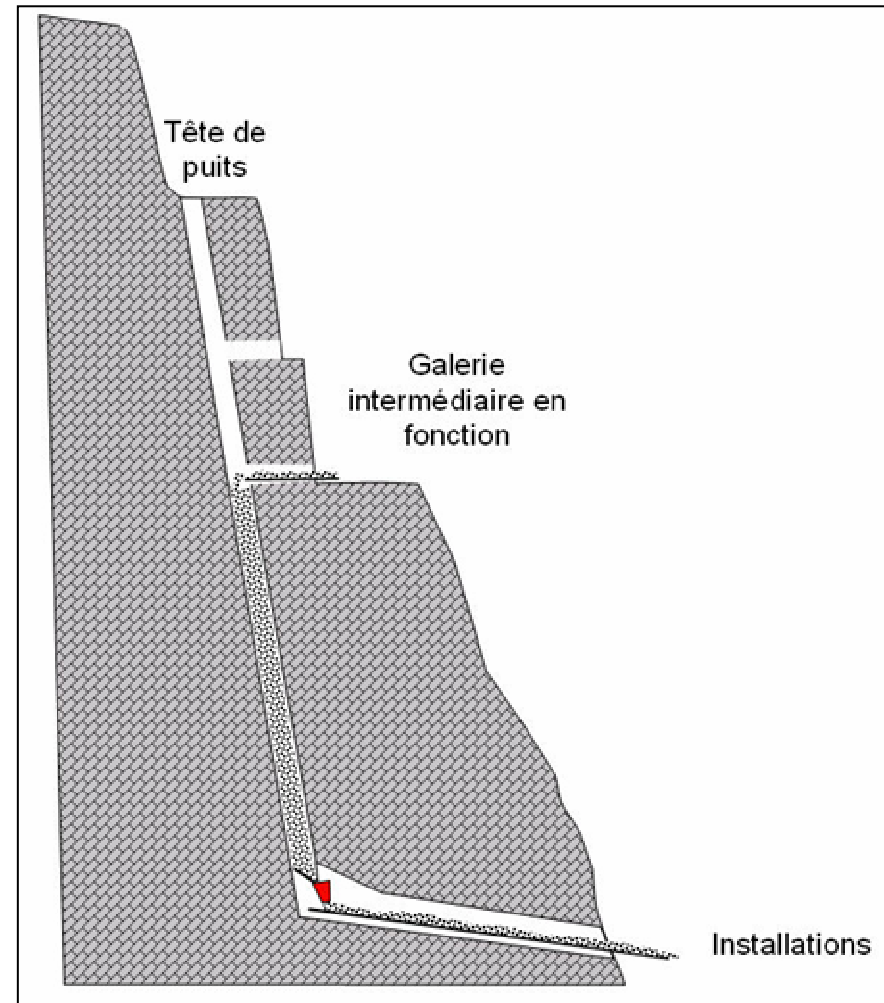 Tête de
puits
Galerie
intermédiaire en
fonction
Installations